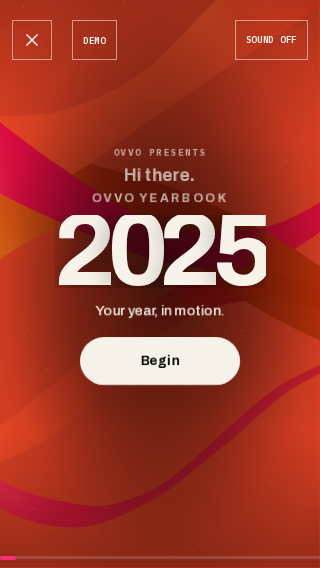 DEMO
SOUND OFF
OVVO PRESENTS
Hi there.
OVVO YEARBOOK
2025
Your year, in motion.
Begin